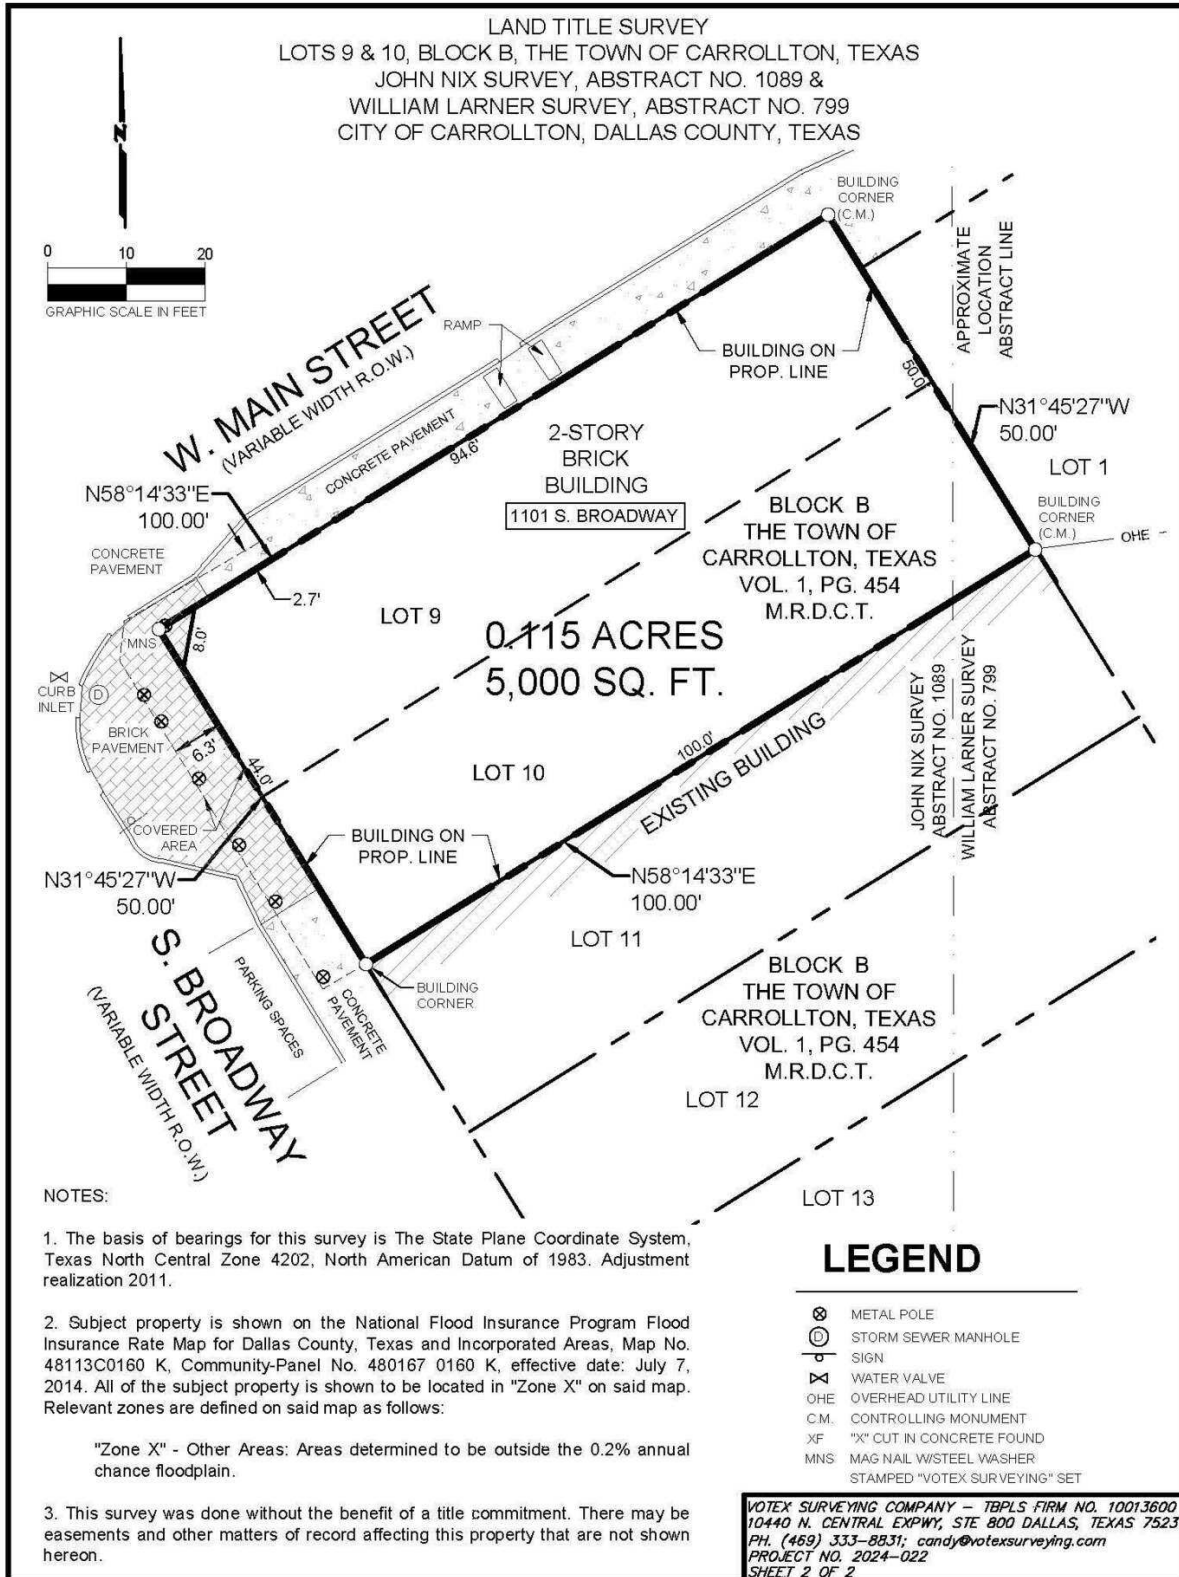 LAND TITLE SURVEY
LOTS 9 & 10, BLOCK B, THE TOWN OF CARROLLTON, TEXAS
JOHN NIX SURVEY, ABSTRACT NO. 1089 &
WILLIAM LARNER SURVEY, ABSTRACT NO. 799
CITY OF CARROLLTON, DALLAS COUNTY, TEXAS
N
0 10 20
GRAPHIC SCALE IN FEET
BUILDING
CORNER
(C.M.)
APPROXIMATE
LOCATION
ABSTRACT LINE
W. MAIN STREET
(VARIABLE WIDTH R.O.W.)
RAMP
BUILDING ON
PROP. LINE
50.0'
N31°45'27"W
50.00'
LOT 1
CONCRETE PAVEMENT
94.6'
2-STORY
BRICK
BUILDING
1101 S. BROADWAY
N58°14'33"E
100.00'
BLOCK B
THE TOWN OF
CARROLLTON, TEXAS
VOL. 1, PG. 454
M.R.D.C.T.
BUILDING
CORNER
(C.M.)
OHE
CONCRETE
PAVEMENT
2.7'
LOT 9
0.115 ACRES
5,000 SQ. FT.
MNS
8.0'
CURB
INLET
D
BRICK
PAVEMENT
6.3'
44.0'
LOT 10
100.0'
EXISTING BUILDING
JOHN NIX SURVEY
ABSTRACT NO. 1089
WILLIAM LARNER SURVEY
ABSTRACT NO. 799
COVERED
AREA
BUILDING ON
PROP. LINE
N31°45'27"W
50.00'
N58°14'33"E
100.00'
LOT 11
S. BROADWAY
STREET
(VARIABLE WIDTH R.O.W.)
PARKING SPACES
CONCRETE
PAVEMENT
BUILDING
CORNER
BLOCK B
THE TOWN OF
CARROLLTON, TEXAS
VOL. 1, PG. 454
M.R.D.C.T.
LOT 12
LOT 13
NOTES:
1. The basis of bearings for this survey is The State Plane Coordinate System,
Texas North Central Zone 4202, North American Datum of 1983. Adjustment
realization 2011.
2. Subject property is shown on the National Flood Insurance Program Flood
Insurance Rate Map for Dallas County, Texas and Incorporated Areas, Map No.
48113C0160 K, Community-Panel No. 480167 0160 K, effective date: July 7,
2014. All of the subject property is shown to be located in "Zone X" on said map.
Relevant zones are defined on said map as follows:
"Zone X" - Other Areas: Areas determined to be outside the 0.2% annual
chance floodplain.
3. This survey was done without the benefit of a title commitment. There may be
easements and other matters of record affecting this property that are not shown
hereon.
LEGEND
METAL POLE
D STORM SEWER MANHOLE
SIGN
WATER VALVE
OHE OVERHEAD UTILITY LINE
C.M. CONTROLLING MONUMENT
XF "X" CUT IN CONCRETE FOUND
MNS MAG NAIL W/STEEL WASHER
STAMPED "VOTEX SURVEYING" SET
VOTEX SURVEYING COMPANY – TBPLS FIRM NO. 10013600
10440 N. CENTRAL EXPWY, STE 800 DALLAS, TEXAS 7523
PH. (469) 333–8831; candy@votexsurveying.com
PROJECT NO. 2024–022
SHEET 2 OF 2